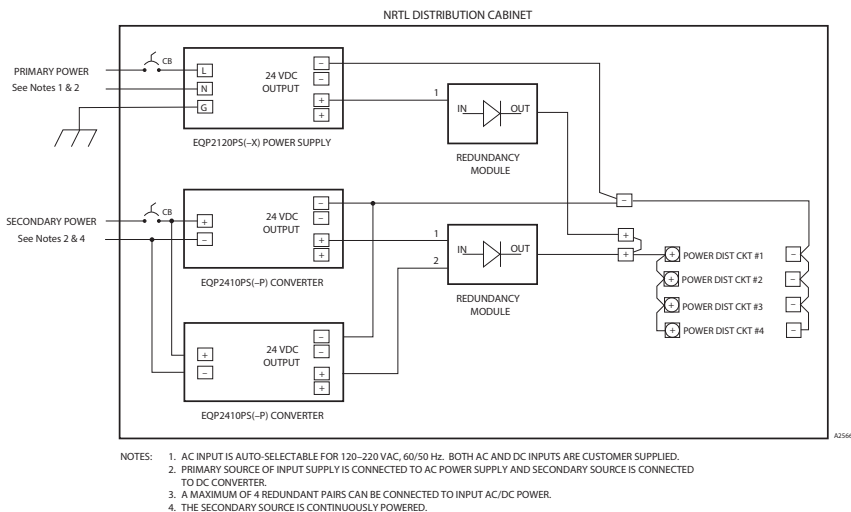 NRTL DISTRIBUTION CABINET
PRIMARY POWER
See Notes 1 & 2
CB
L
N
G
24 VDC
OUTPUT
−
−
+
+
EQP2120PS(–X) POWER SUPPLY
1
IN
OUT
REDUNDANCY
MODULE
SECONDARY POWER
See Notes 2 & 4
CB
+
−
24 VDC
OUTPUT
−
−
+
+
EQP2410PS(–P) CONVERTER
1
2
IN
OUT
REDUNDANCY
MODULE
−
+
+
+ POWER DIST CKT #1 −
+ POWER DIST CKT #2 −
+ POWER DIST CKT #3 −
+ POWER DIST CKT #4 −
+
−
24 VDC
OUTPUT
−
−
+
+
EQP2410PS(–P) CONVERTER
A2566
NOTES: 1. AC INPUT IS AUTO-SELECTABLE FOR 120–220 VAC, 60/50 Hz. BOTH AC AND DC INPUTS ARE CUSTOMER SUPPLIED.
2. PRIMARY SOURCE OF INPUT SUPPLY IS CONNECTED TO AC POWER SUPPLY AND SECONDARY SOURCE IS CONNECTED
TO DC CONVERTER.
3. A MAXIMUM OF 4 REDUNDANT PAIRS CAN BE CONNECTED TO INPUT AC/DC POWER.
4. THE SECONDARY SOURCE IS CONTINUOUSLY POWERED.